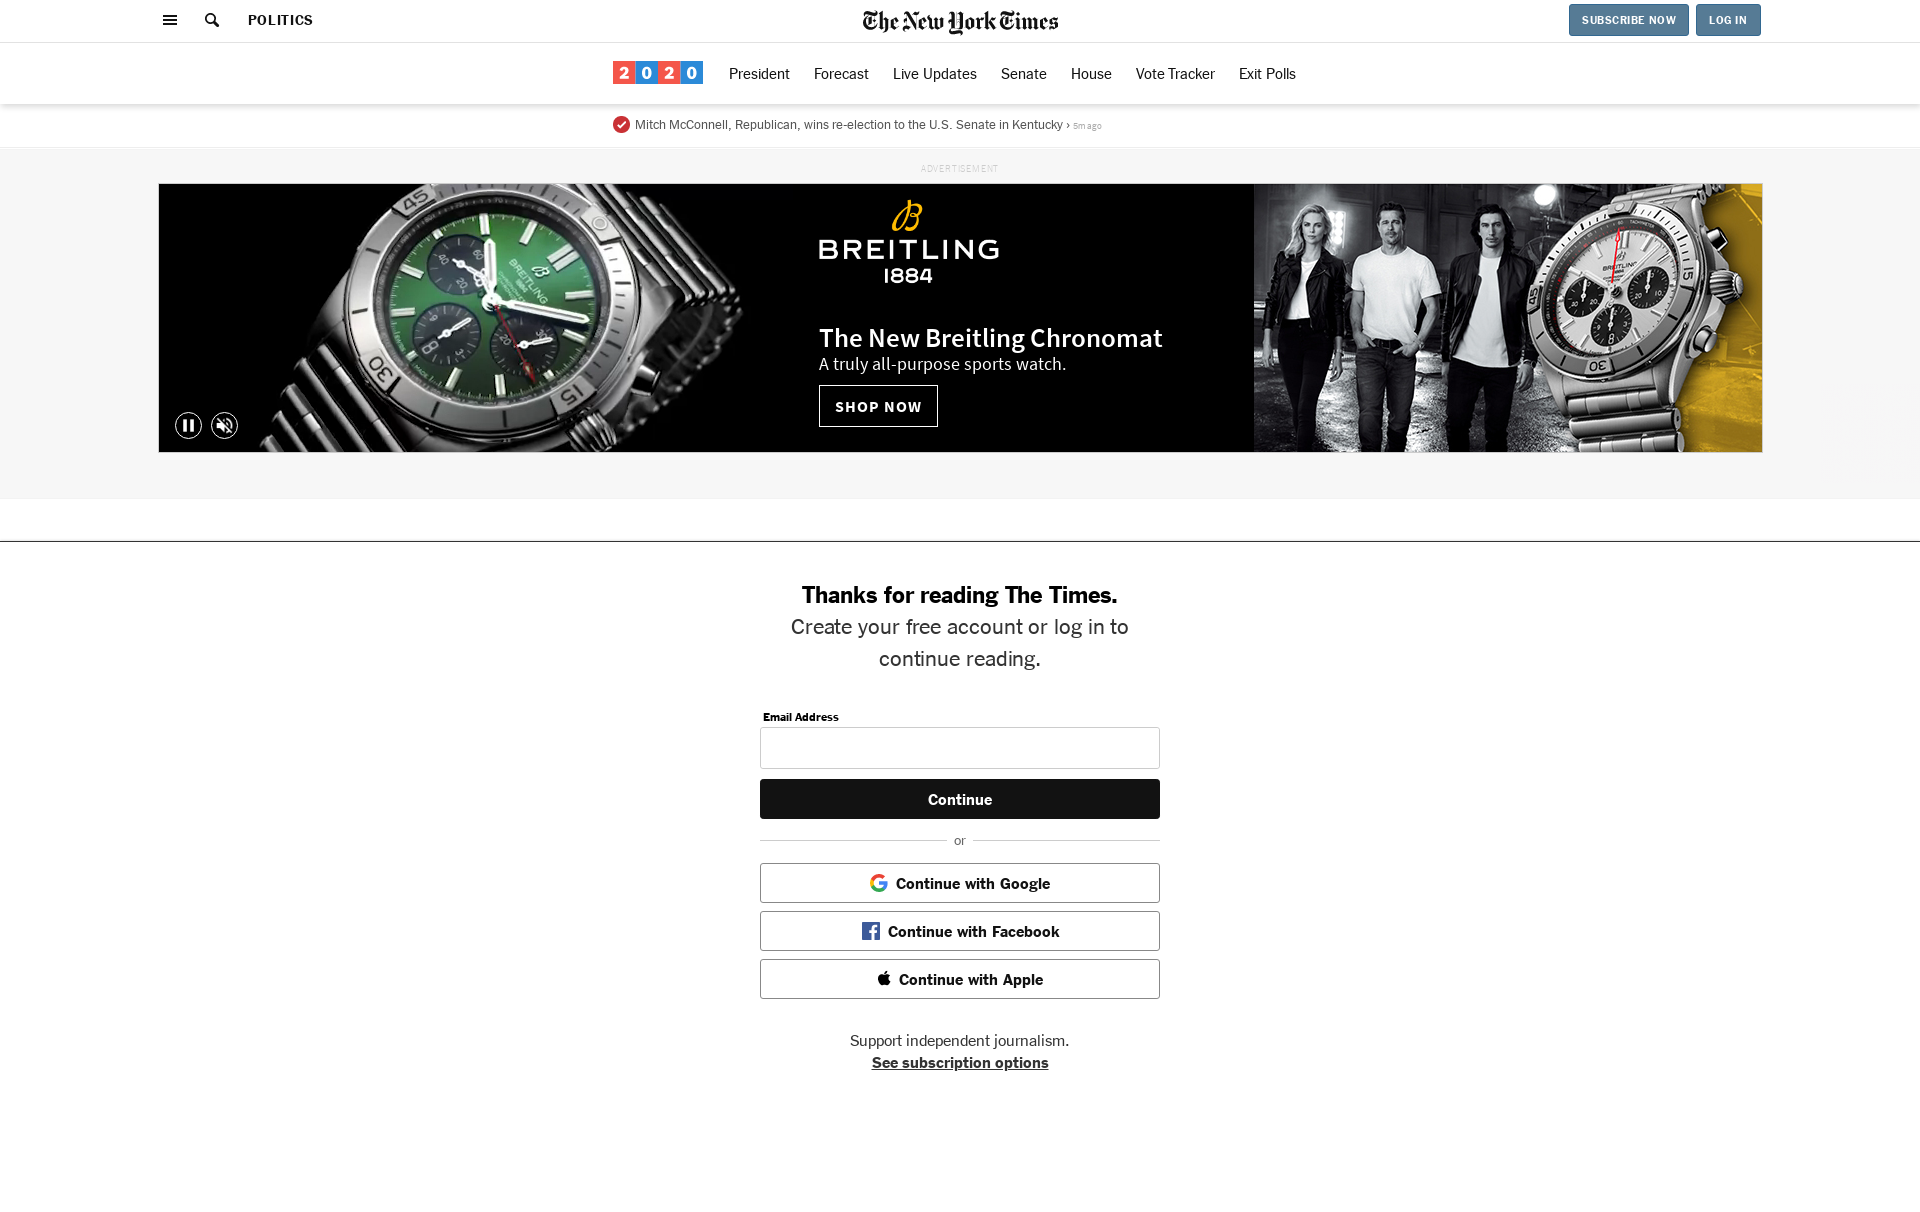 POLITICS
The New York Times
SUBSCRIBE NOW
LOG IN
2020
President
Forecast
Live Updates
Senate
House
Vote Tracker
Exit Polls
Mitch McConnell, Republican, wins re-election to the U.S. Senate in Kentucky › 5m ago
ADVERTISEMENT
BREITLING
1884
The New Breitling Chronomat
A truly all-purpose sports watch.
SHOP NOW
Thanks for reading The Times.
Create your free account or log in to
continue reading.
Email Address
Continue
or
Continue with Google
Continue with Facebook
Continue with Apple
Support independent journalism.
See subscription options